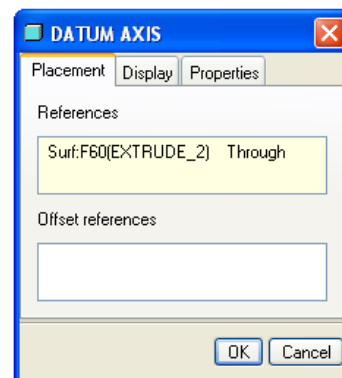 DATUM AXIS
Placement Display Properties
References
Surf:F60(EXTRUDE_2) Through
Offset references
OK Cancel